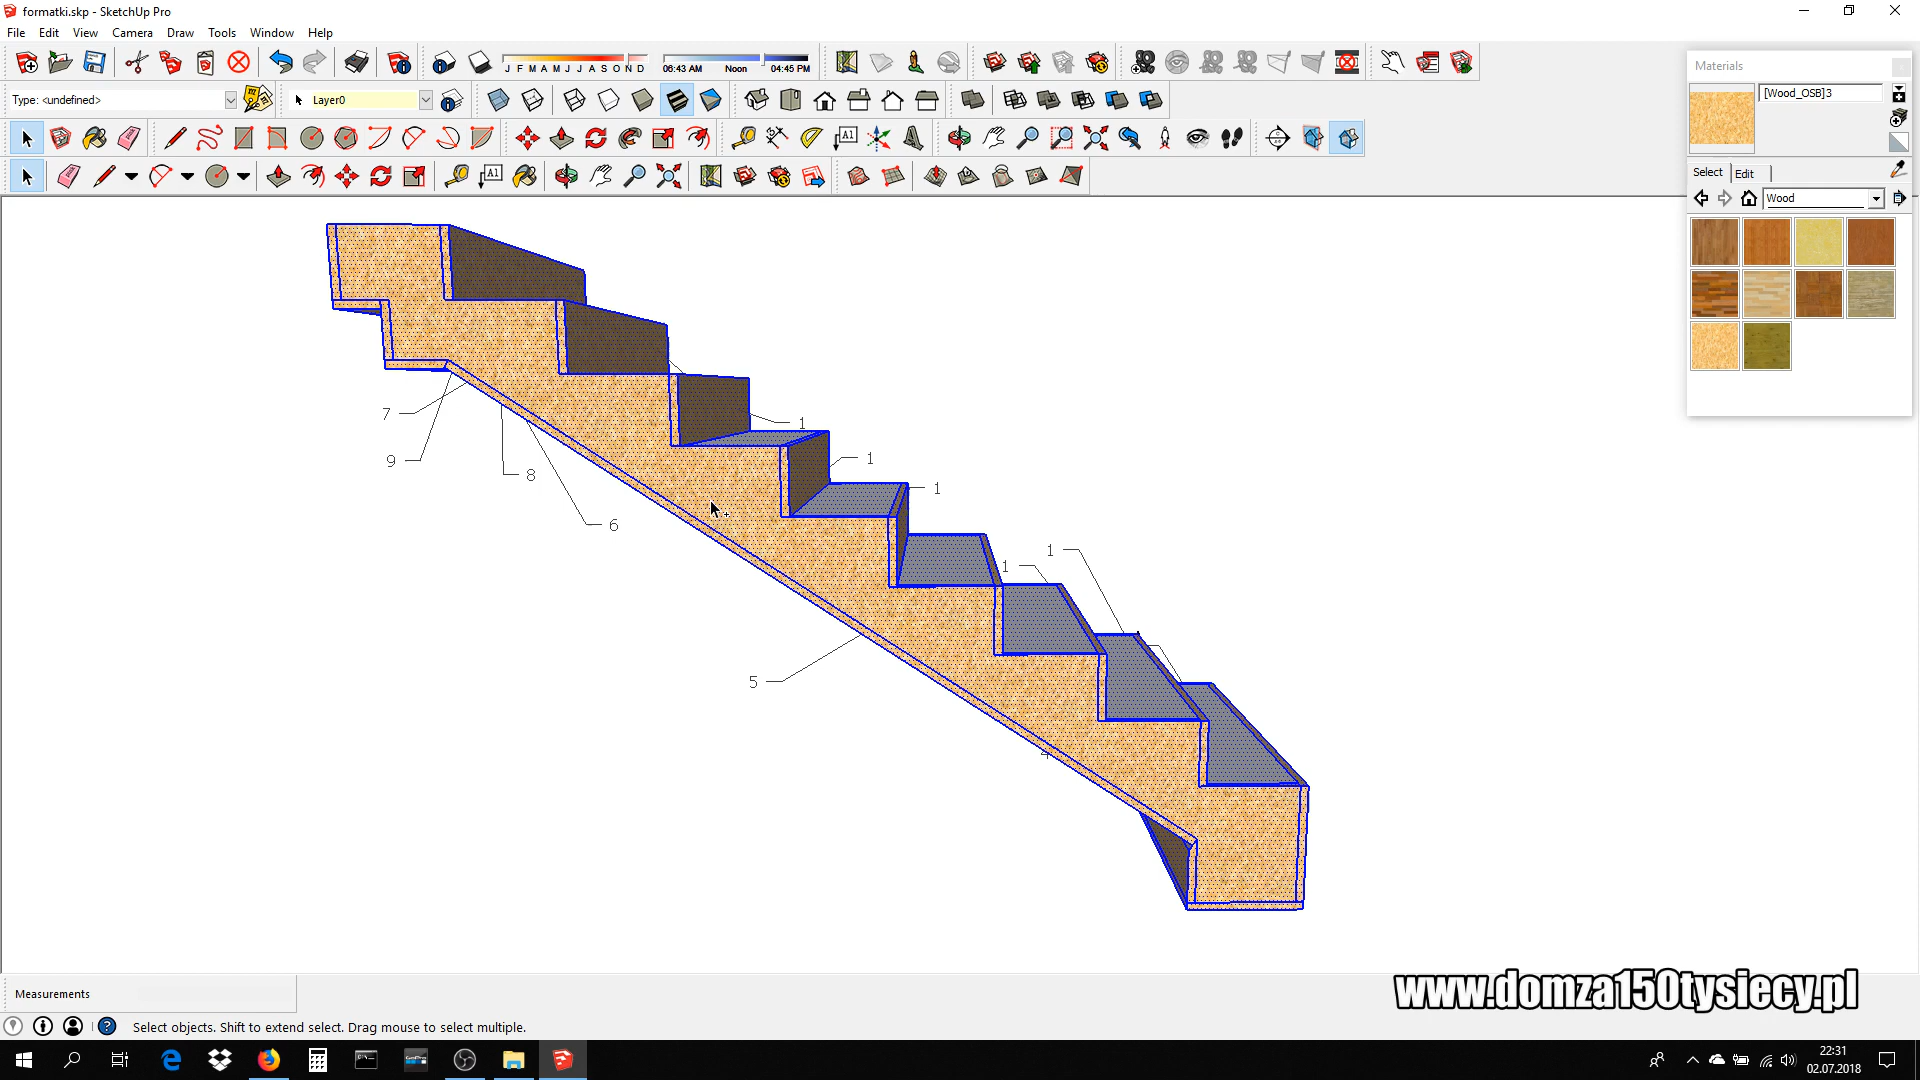 formatki.skp - SketchUp Pro
File Edit View Camera Draw Tools Window Help
J F M A M J J A S O N D
06:43 AM Noon 04:45 PM
Type: <undefined>
Layer0
A1
A1
Materials
[Wood_OSB]3
Select Edit
Wood
7
9
8
6
5
4
1
1
1
1
1
www.domza150tysiecy.pl
Measurements
Select objects. Shift to extend select. Drag mouse to select multiple.
22:31
02.07.2018